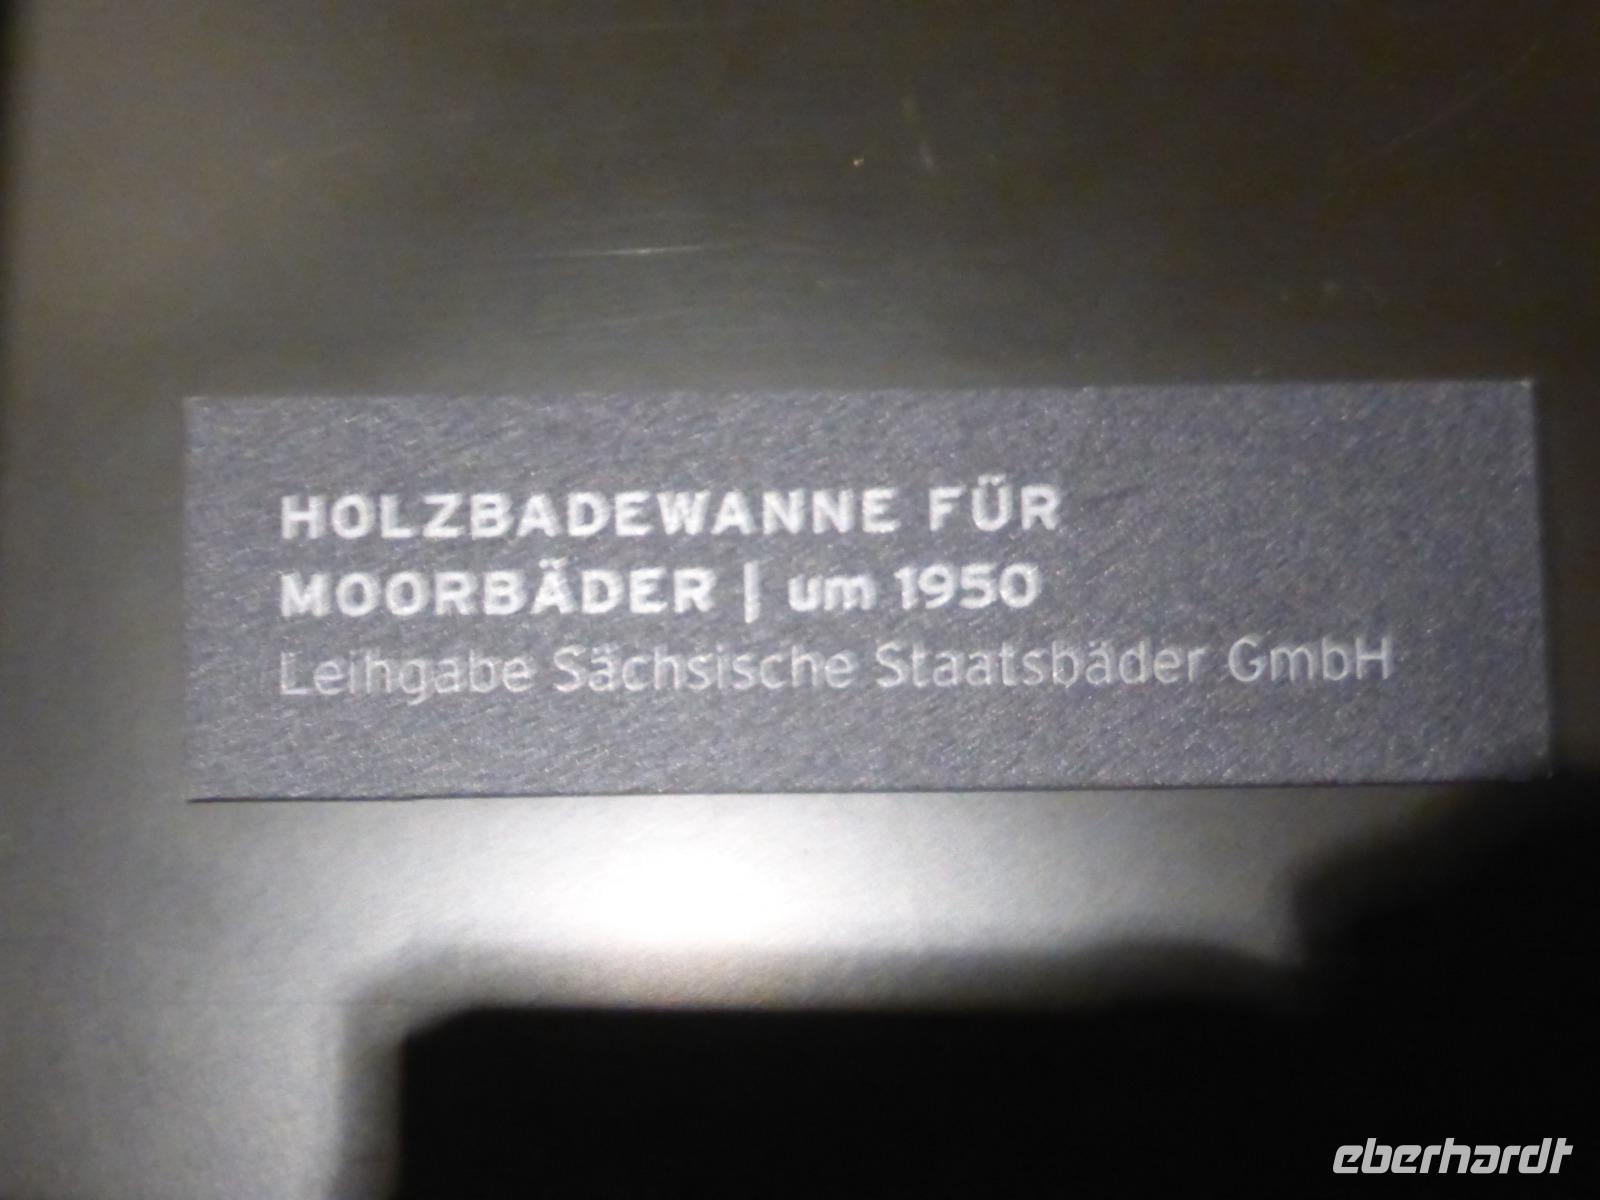 HOLZBADEWANNE FÜR
MOORBÄDER | um 1950
Leihgabe Sächsische Staatsbäder GmbH
eberhardt